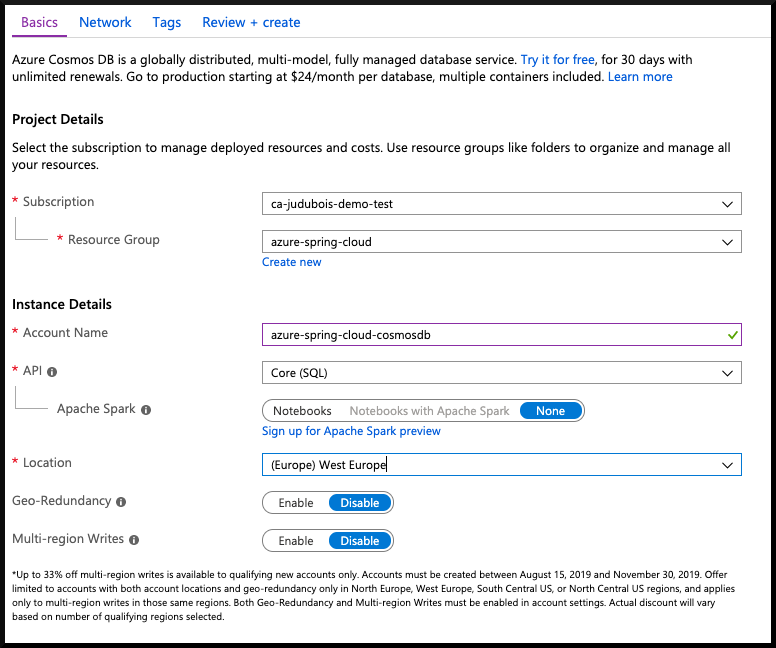 Basics Network Tags Review + create
Azure Cosmos DB is a globally distributed, multi-model, fully managed database service. Try it for free, for 30 days with
unlimited renewals. Go to production starting at $24/month per database, multiple containers included. Learn more
Project Details
Select the subscription to manage deployed resources and costs. Use resource groups like folders to organize and manage all
your resources.
* Subscription ca-judubois-demo-test
* Resource Group azure-spring-cloud
Create new
Instance Details
* Account Name azure-spring-cloud-cosmosdb
* API Core (SQL)
Apache Spark Notebooks Notebooks with Apache Spark None
Sign up for Apache Spark preview
* Location (Europe) West Europe
Geo-Redundancy Enable Disable
Multi-region Writes Enable Disable
*Up to 33% off multi-region writes is available to qualifying new accounts only. Accounts must be created between August 15, 2019 and November 30, 2019. Offer
limited to accounts with both account locations and geo-redundancy only in North Europe, West Europe, South Central US, or North Central US regions, and applies
only to multi-region writes in those same regions. Both Geo-Redundancy and Multi-region Writes must be enabled in account settings. Actual discount will vary
based on number of qualifying regions selected.